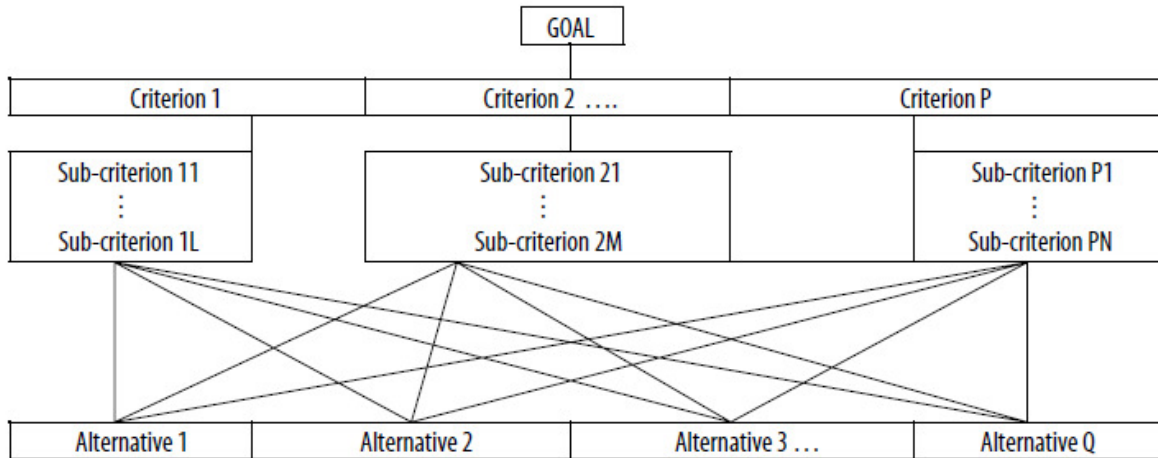 GOAL
Criterion 1
Criterion 2 ….
Criterion P
Sub-criterion 11
⋮
Sub-criterion 1L
Sub-criterion 21
⋮
Sub-criterion 2M
Sub-criterion P1
⋮
Sub-criterion PN
Alternative 1
Alternative 2
Alternative 3 …
Alternative Q